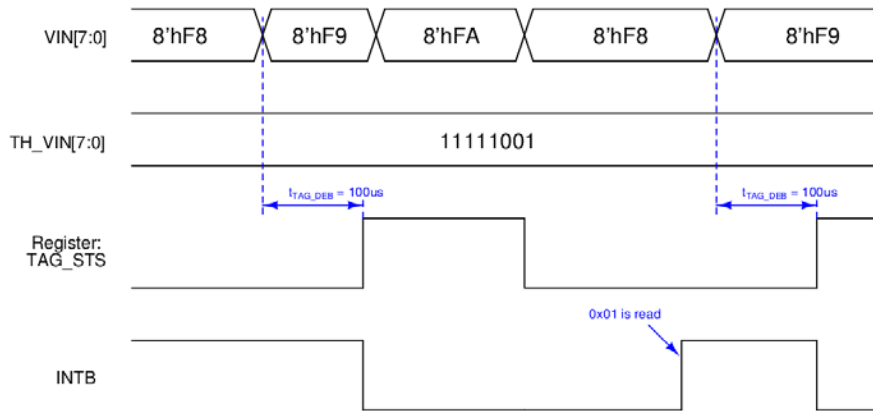 VIN[7:0]
8'hF8
8'hF9
8'hFA
8'hF8
8'hF9
TH_VIN[7:0]
11111001
tTAG_DEB = 100us
tTAG_DEB = 100us
Register:
TAG_STS
0x01 is read
INTB